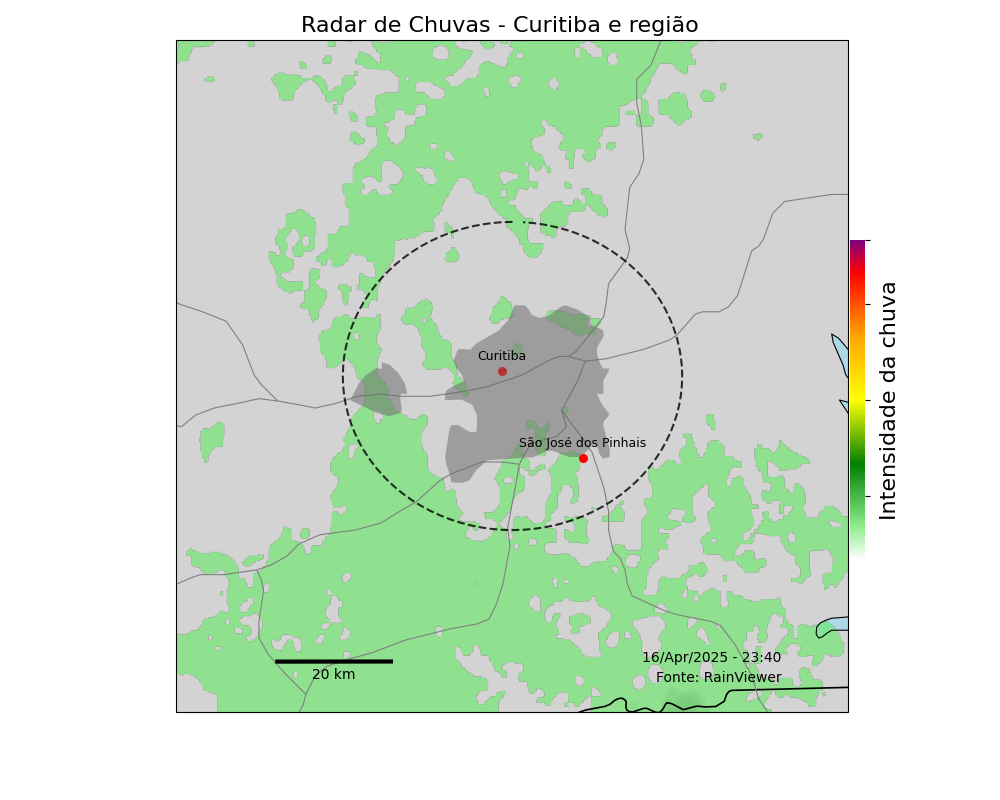 Radar de Chuvas - Curitiba e região
Curitiba
São José dos Pinhais
Intensidade da chuva
16/Apr/2025 - 23:40
Fonte: RainViewer
20 km